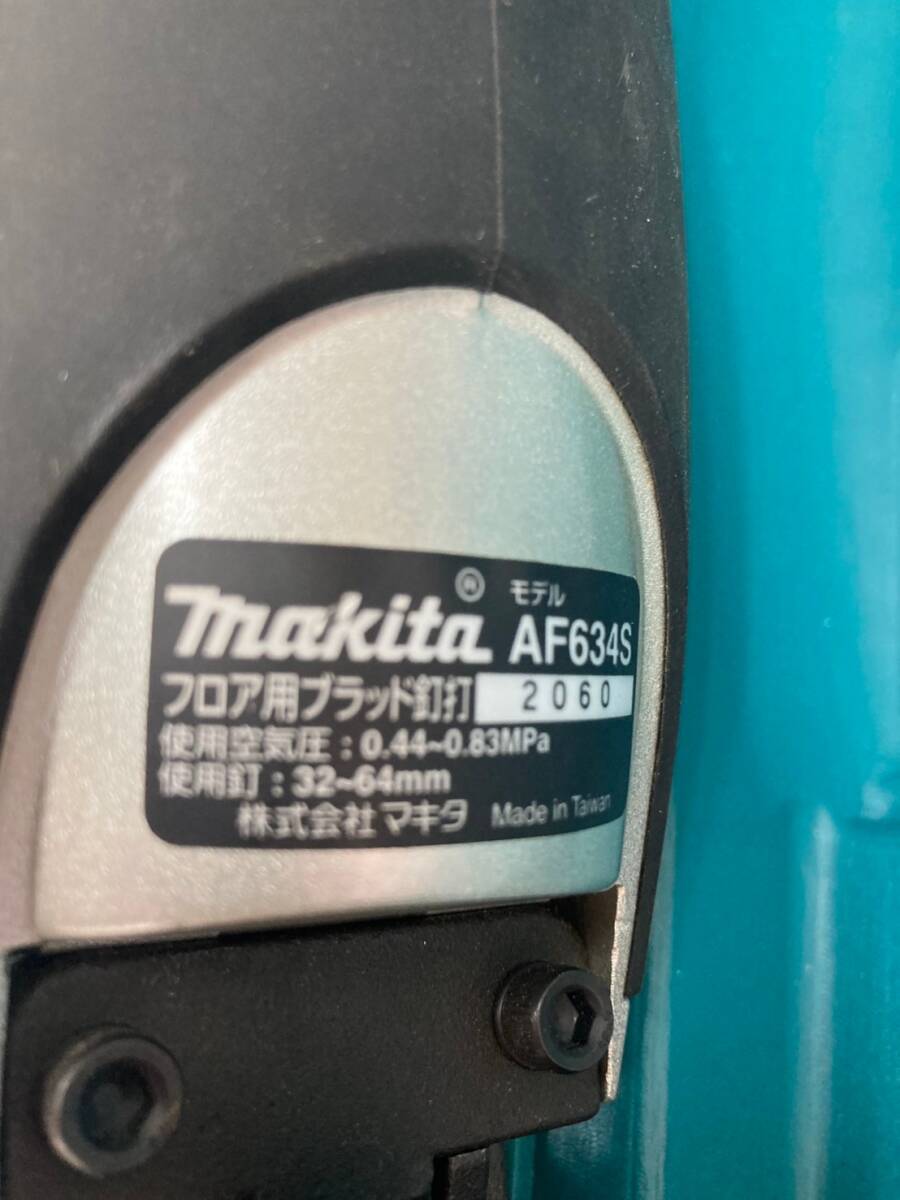 makita® モデル AF634S
フロア用ブラッド釘打 2060
使用空気圧：0.44~0.83MPa
使用釘：32~64mm
株式会社マキタ Made in Taiwan